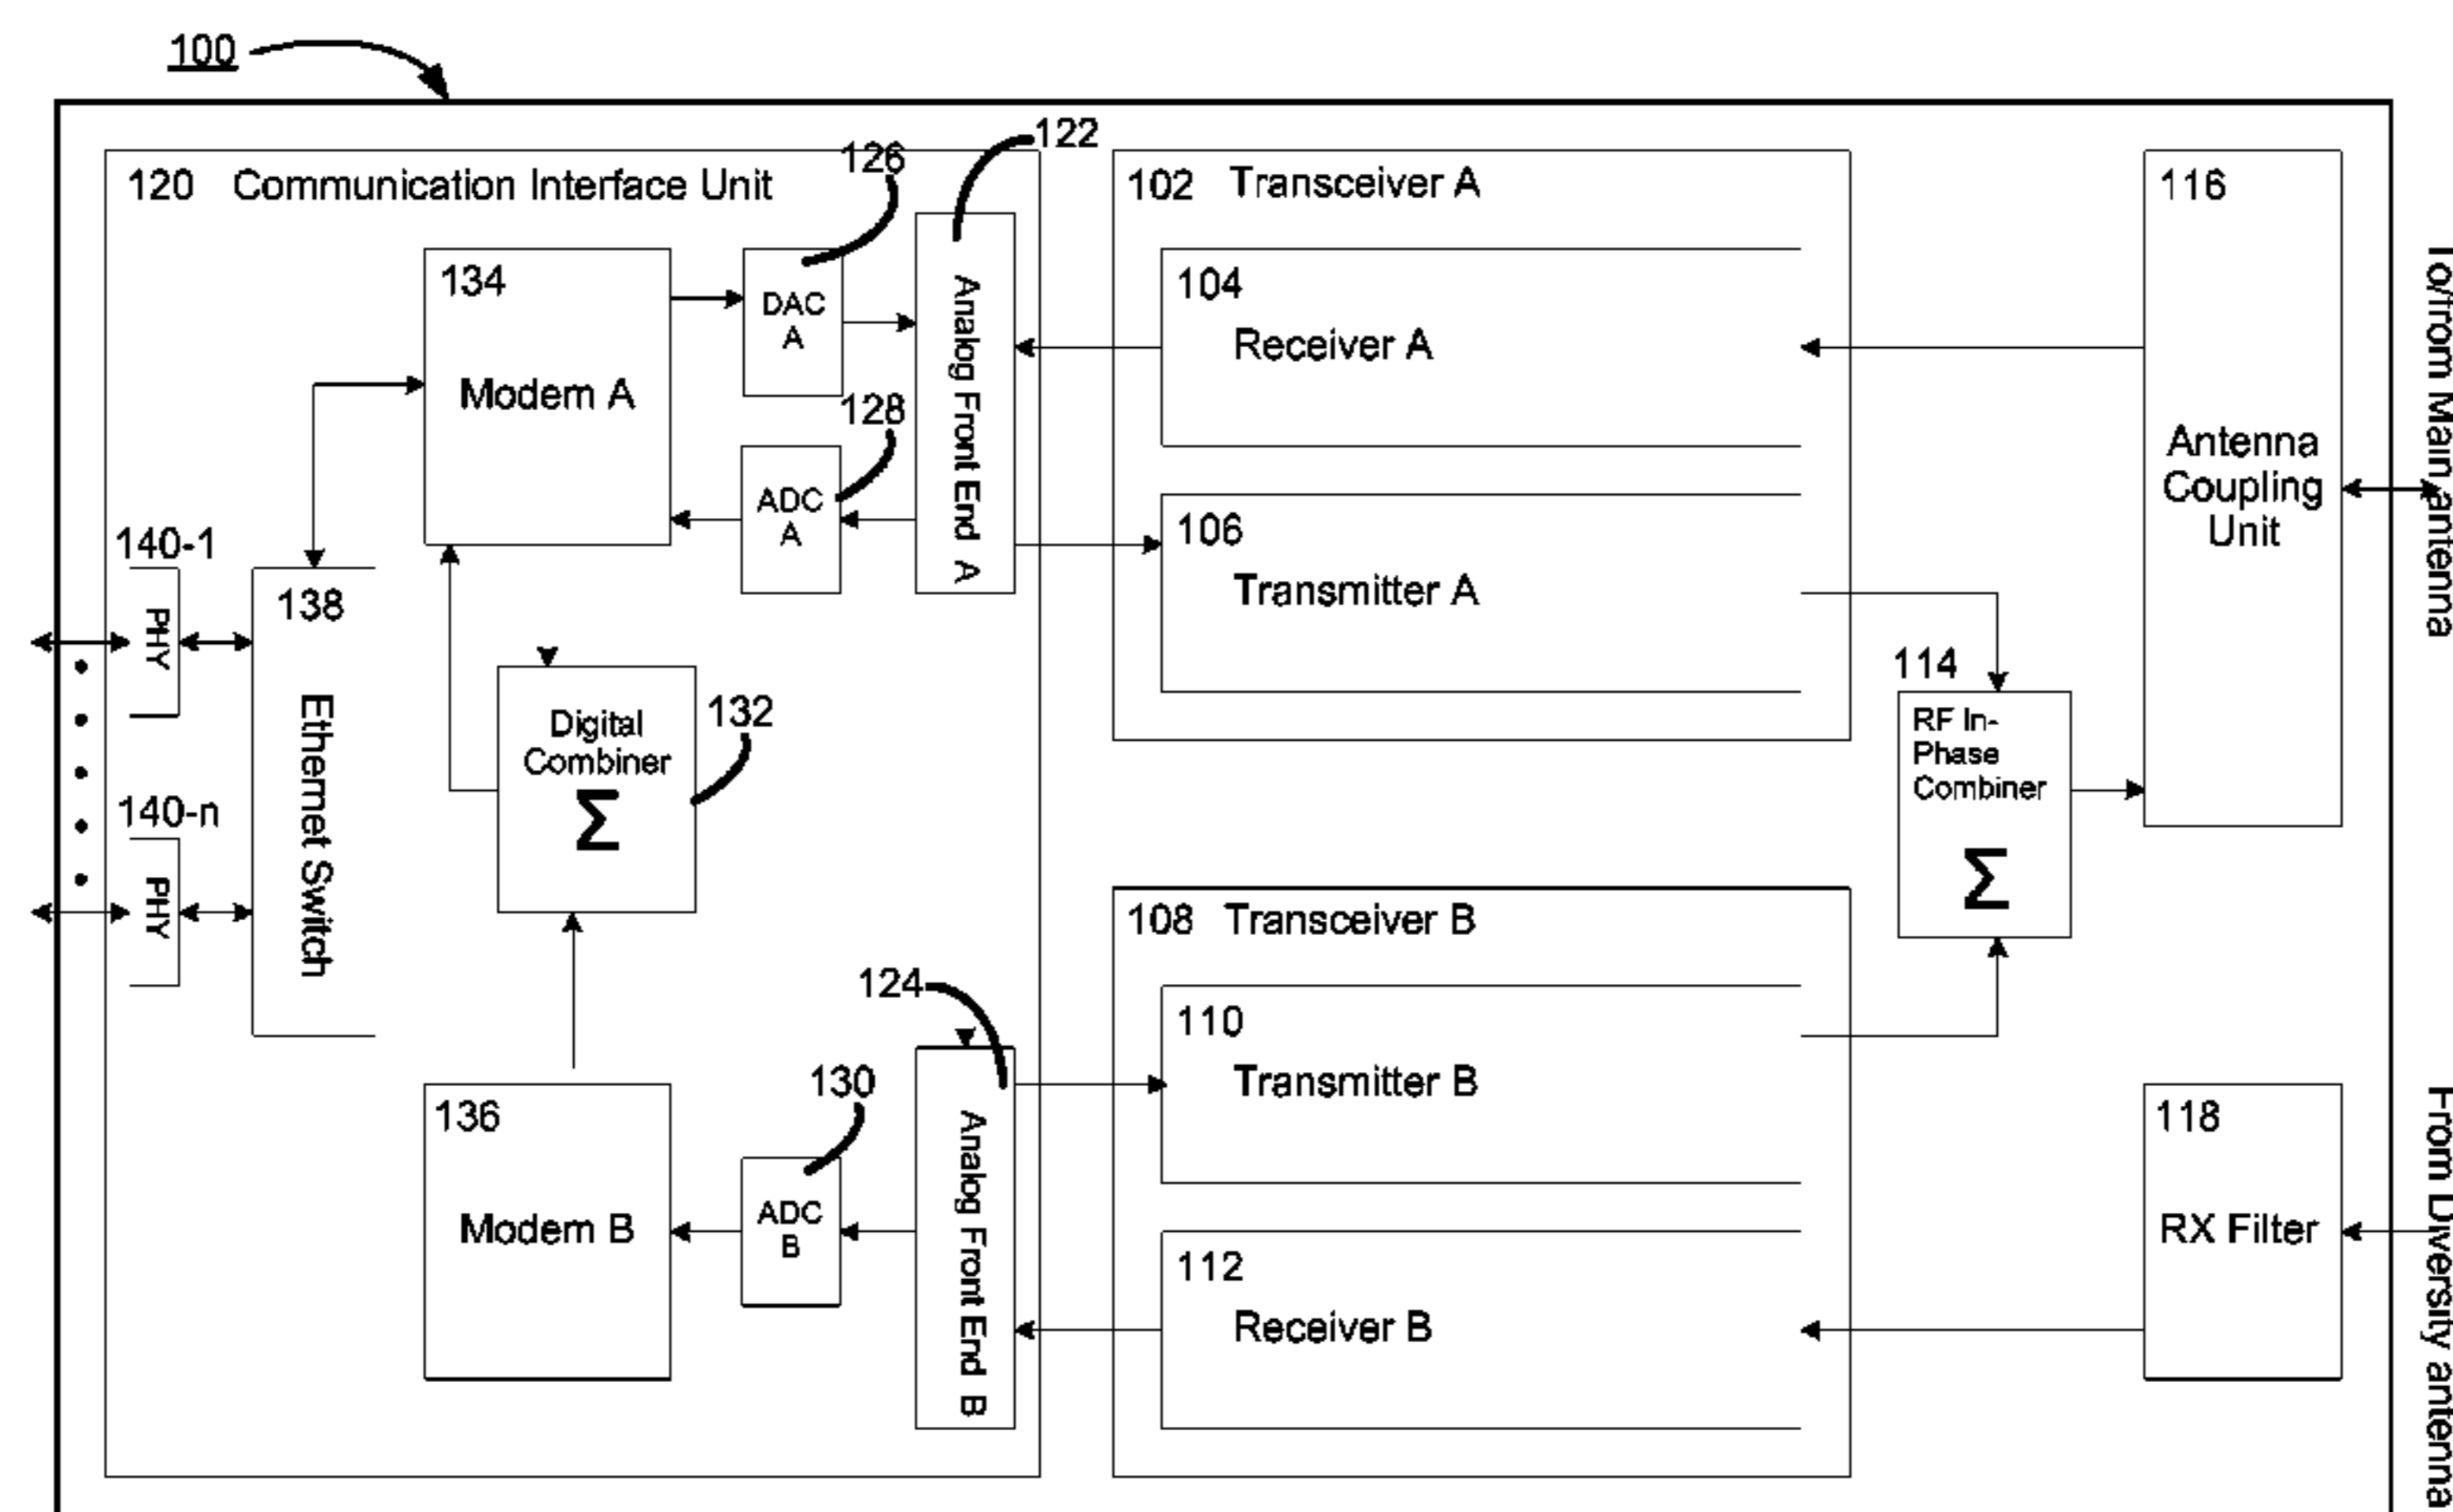 100
122
126
120 Communication Interface Unit
102 Transceiver A
116
134
Modem A
DAC
A
128
ADC
A
Analog Front End A
104
Receiver A
106
Transmitter A
Antenna
Coupling
Unit
To/from Main antenna
140-1
PHY
138
Ethernet Switch
140-n
PHY
Digital
Combiner
Σ
132
114
RF In-
Phase
Combiner
Σ
108 Transceiver B
124
110
Transmitter B
130
136
Modem B
ADC
B
Analog Front End B
112
Receiver B
118
RX Filter
From Diversity antenna